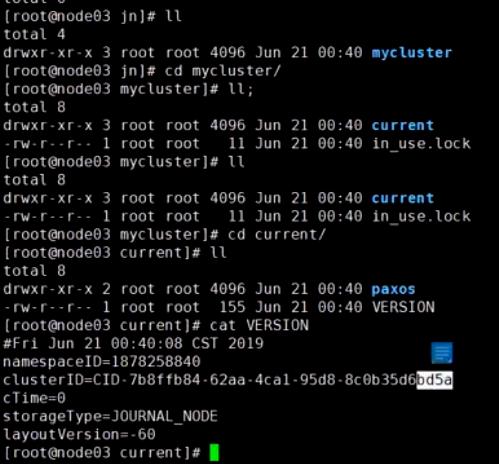 [root@node03 jn]# ll
total 4
drwxr-xr-x 3 root root 4096 Jun 21 00:40 mycluster
[root@node03 jn]# cd mycluster/
[root@node03 mycluster]# ll;
total 8
drwxr-xr-x 3 root root 4096 Jun 21 00:40 current
-rw-r--r-- 1 root root   11 Jun 21 00:40 in_use.lock
[root@node03 mycluster]# ll
total 8
drwxr-xr-x 3 root root 4096 Jun 21 00:40 current
-rw-r--r-- 1 root root   11 Jun 21 00:40 in_use.lock
[root@node03 mycluster]# cd current/
[root@node03 current]# ll
total 8
drwxr-xr-x 2 root root 4096 Jun 21 00:40 paxos
-rw-r--r-- 1 root root  155 Jun 21 00:40 VERSION
[root@node03 current]# cat VERSION
#Fri Jun 21 00:40:08 CST 2019
namespaceID=1878258840
clusterID=CID-7b8ffb84-62aa-4ca1-95d8-8c0b35d6bd5a
cTime=0
storageType=JOURNAL_NODE
layoutVersion=-60
[root@node03 current]#